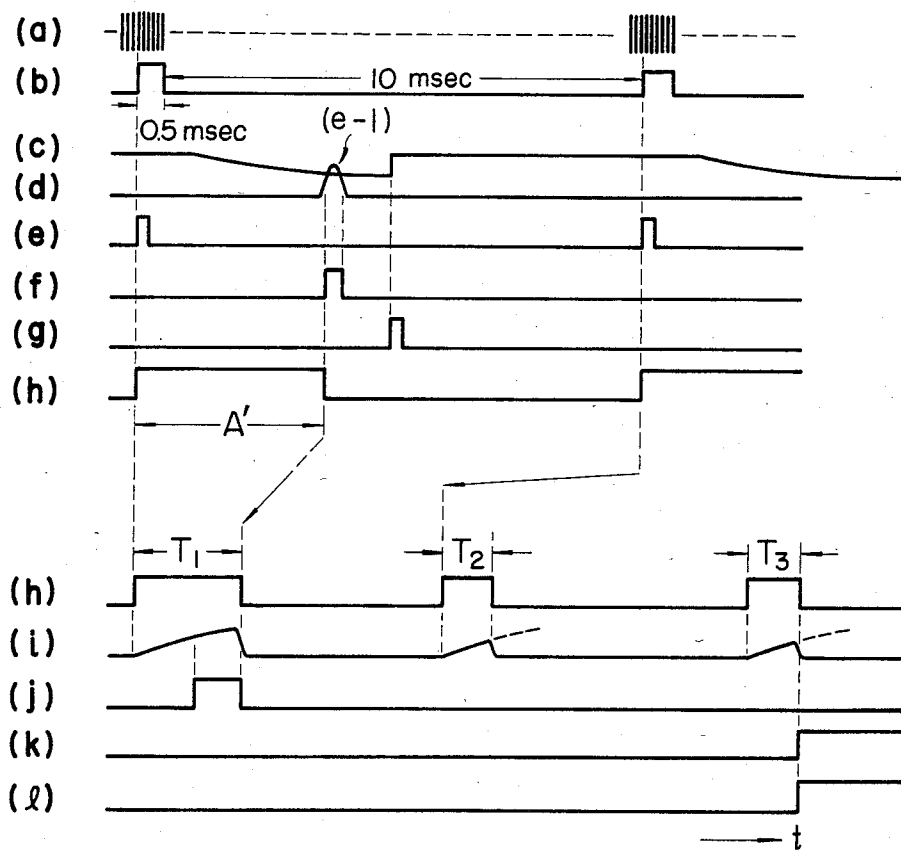 (a)
(b) 10 msec
0.5 msec (e-1)
(c)
(d)
(e)
(f)
(g)
(h)
A'
T1 T2 T3
(h)
(i)
(j)
(k)
(ℓ)
t